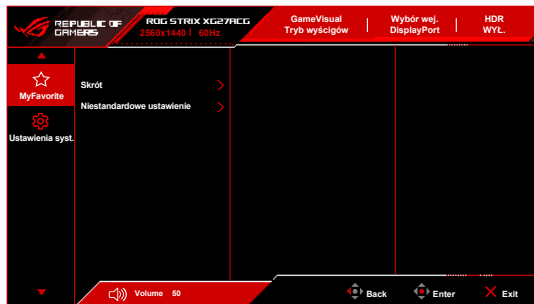 REPUBLIC OF
GAMERS
ROG STRIX XG27ACG
2560x1440 | 60Hz
GameVisual
Tryb wyścigów
Wybór wej.
DisplayPort
HDR
WYŁ.
MyFavorite
Ustawienia syst.
Skrót
Niestandardowe ustawienie
Volume 50
Back
Enter
Exit